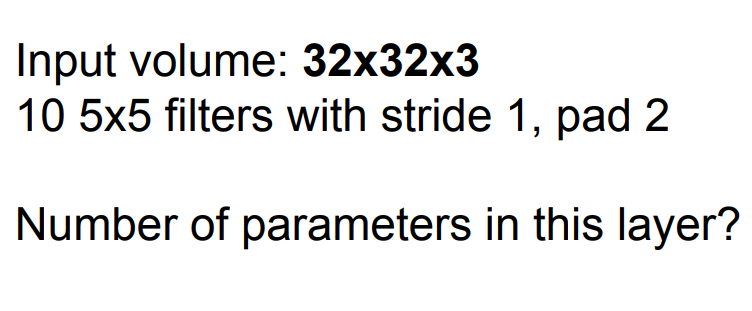 Input volume: 32x32x3
10 5x5 filters with stride 1, pad 2
Number of parameters in this layer?